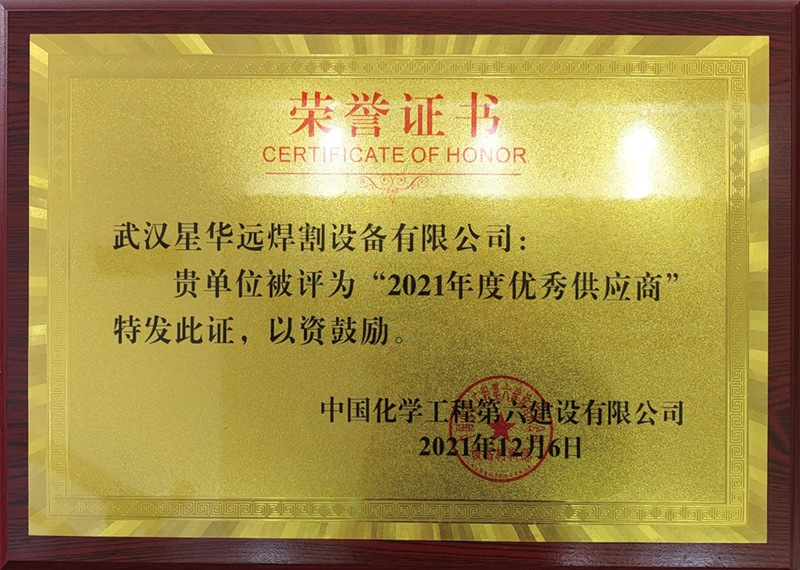 荣誉证书
CERTIFICATE OF HONOR
武汉星华远焊割设备有限公司：
贵单位被评为“2021年度优秀供应商”
特发此证，以资鼓励。
中国化学工程第六建设有限公司
2021年12月6日